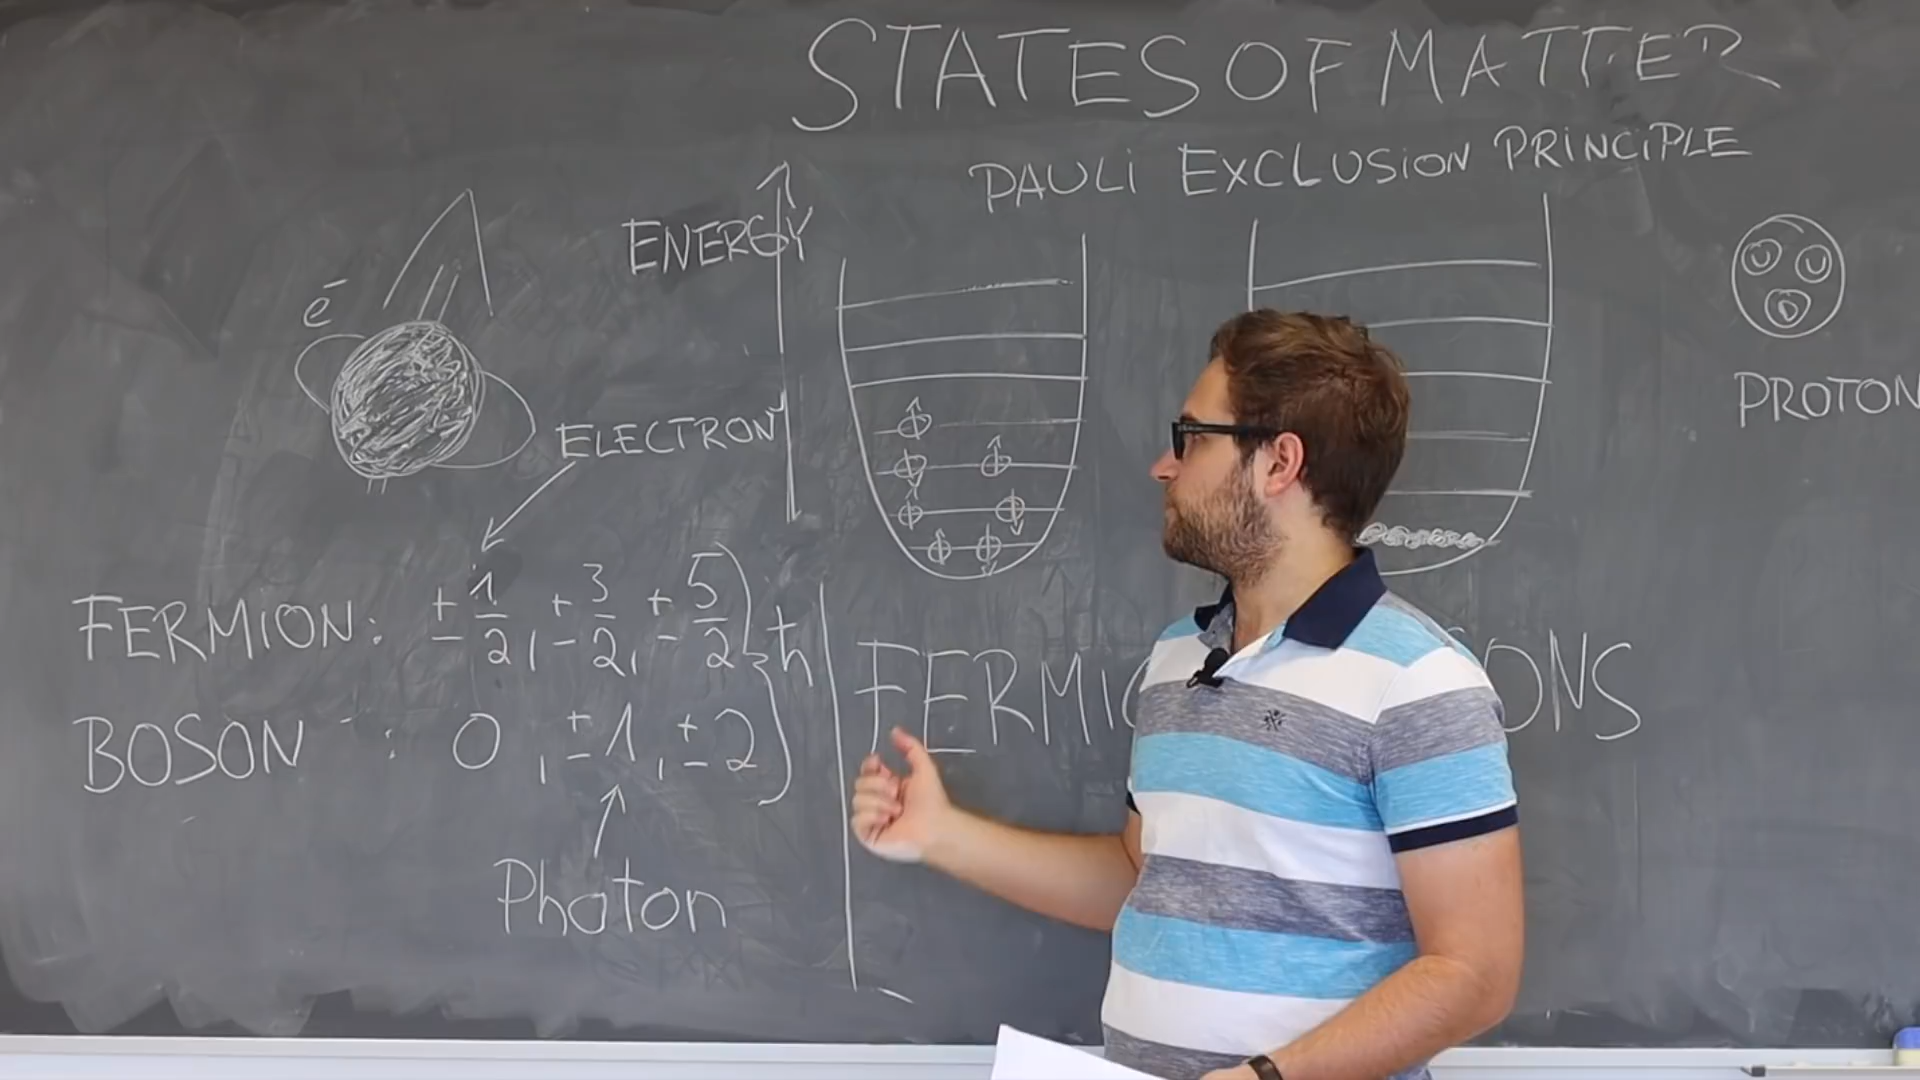 STATES OF MATTER
PAULi EXCLUSiON PRiNCiPLE
ENERGY
e⁻
U U
D
PROTON
ELECTRON
FERMiON: ± 1/2, ± 3/2, ± 5/2 } ħ
BOSON : 0, ± 1, ± 2
Photon